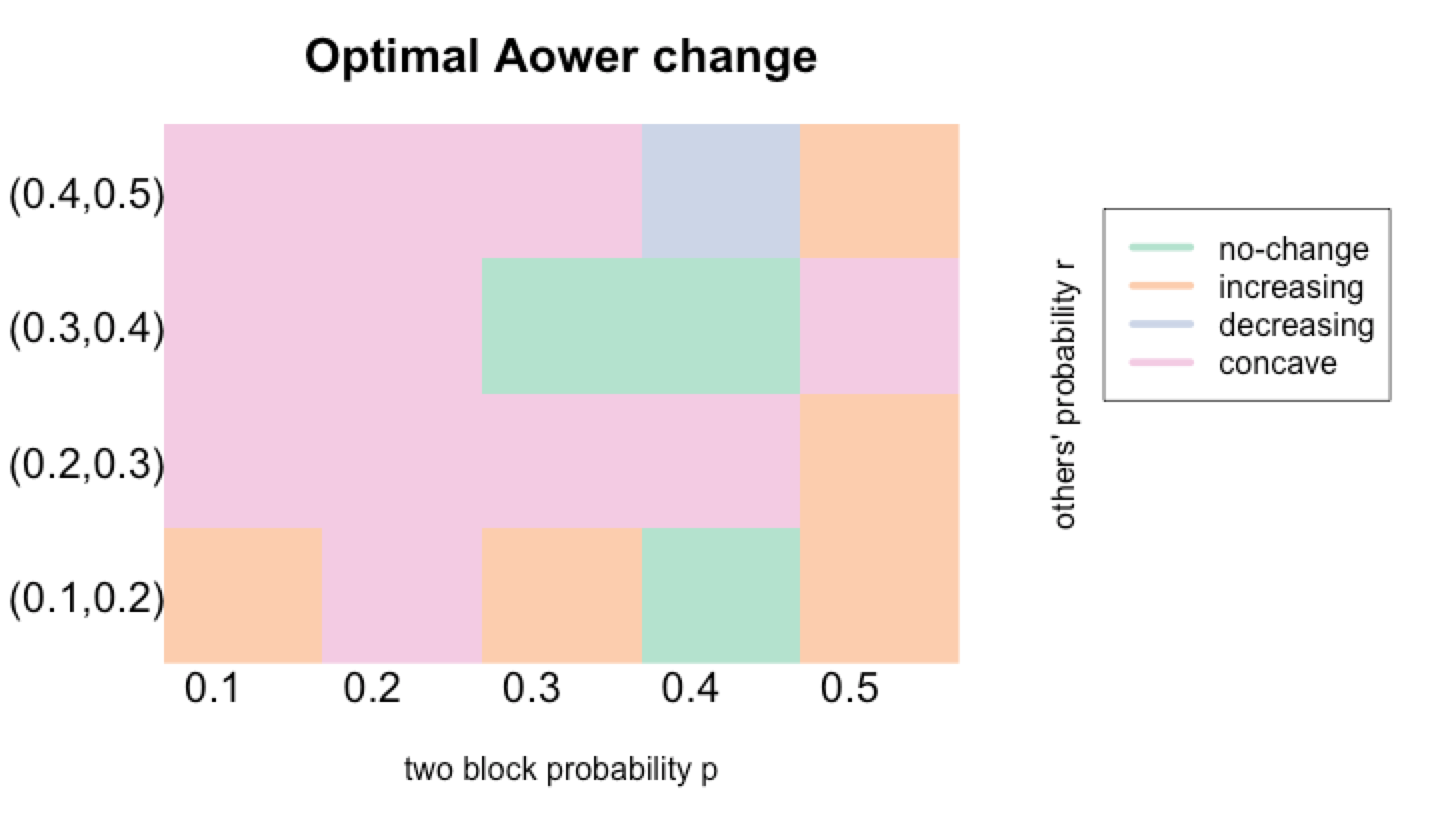 Optimal Aower change
(0.4,0.5)
(0.3,0.4)
(0.2,0.3)
(0.1,0.2)
0.1 0.2 0.3 0.4 0.5
two block probability p
others' probability r
no-change
increasing
decreasing
concave